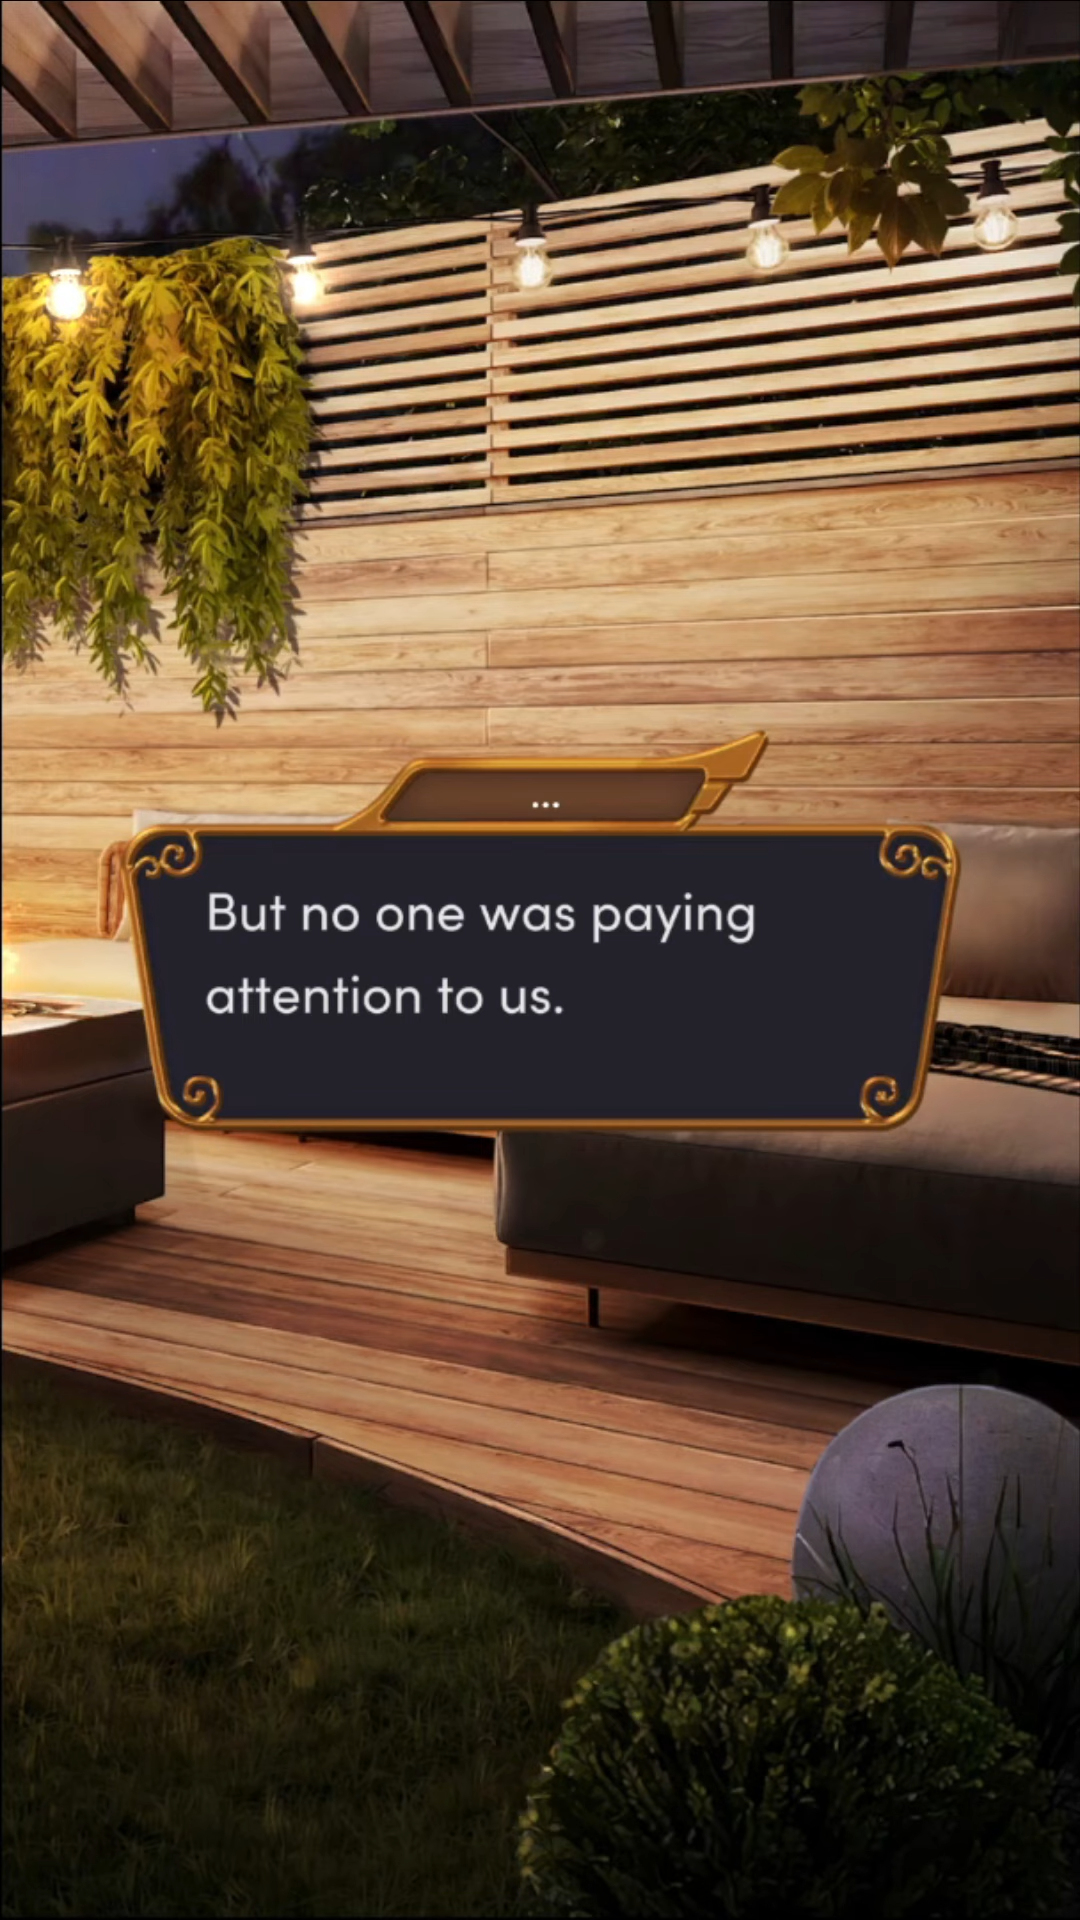 ...
But no one was paying
attention to us.